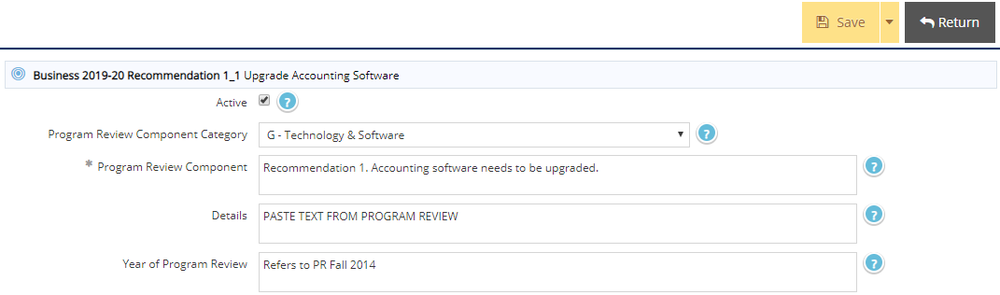 Save
Return
Business 2019-20 Recommendation 1_1 Upgrade Accounting Software
Active ?
Program Review Component Category G - Technology & Software ?
* Program Review Component Recommendation 1. Accounting software needs to be upgraded. ?
Details PASTE TEXT FROM PROGRAM REVIEW ?
Year of Program Review Refers to PR Fall 2014 ?